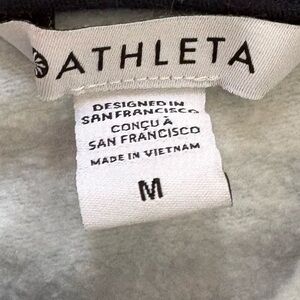 ATHLETA
DESIGNED IN
SAN FRANCISCO
CONÇU À
SAN FRANCISCO
MADE IN VIETNAM
M